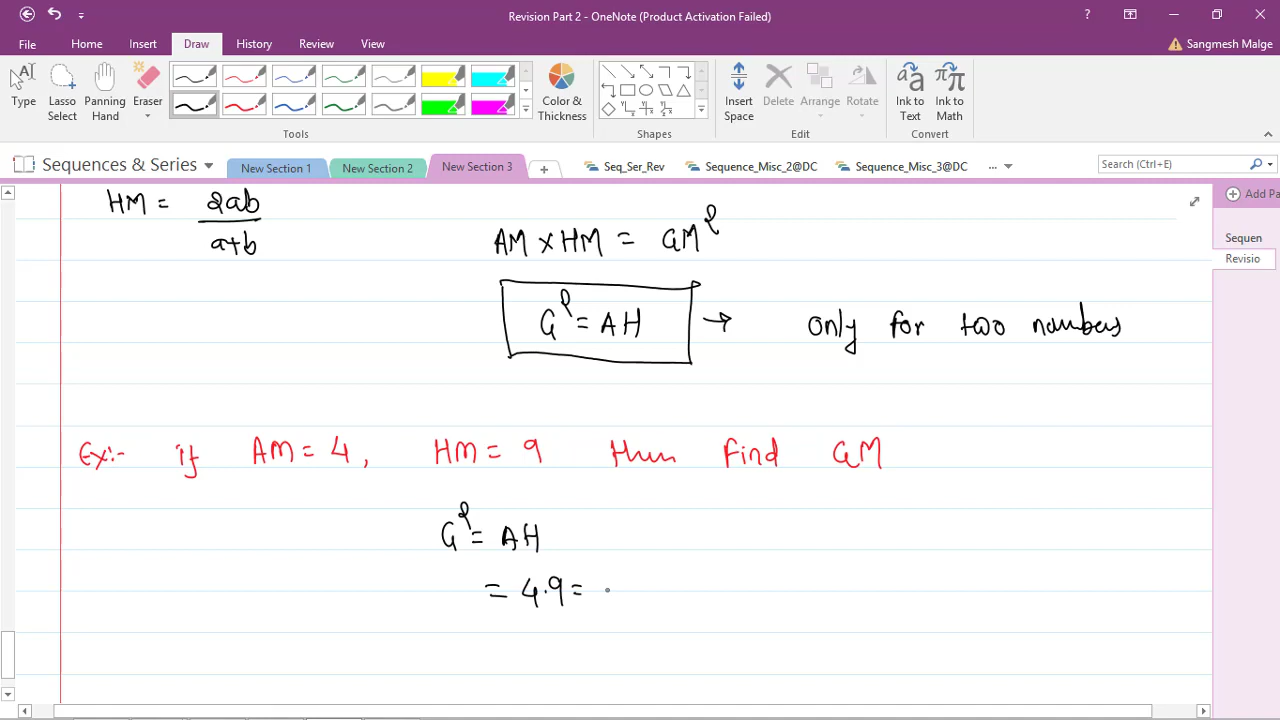 Revision Part 2 - OneNote (Product Activation Failed)
?
File Home Insert Draw History Review View Sangmesh Malge
Type Lasso Select Panning Hand Eraser Color & Thickness Insert Space Delete Arrange Rotate Ink to Text Ink to Math
Tools Shapes Edit Convert
Sequences & Series New Section 1 New Section 2 New Section 3 + Seq_Ser_Rev Sequence_Misc_2@DC Sequence_Misc_3@DC ... Search (Ctrl+E)
Add Pa
Sequen
Revisio
HM = 2ab
a+b
AM x HM = GM²
G² = AH → only for two numbers
Ex:- if AM = 4, HM = 9 then find GM
G² = AH
= 4.9 =